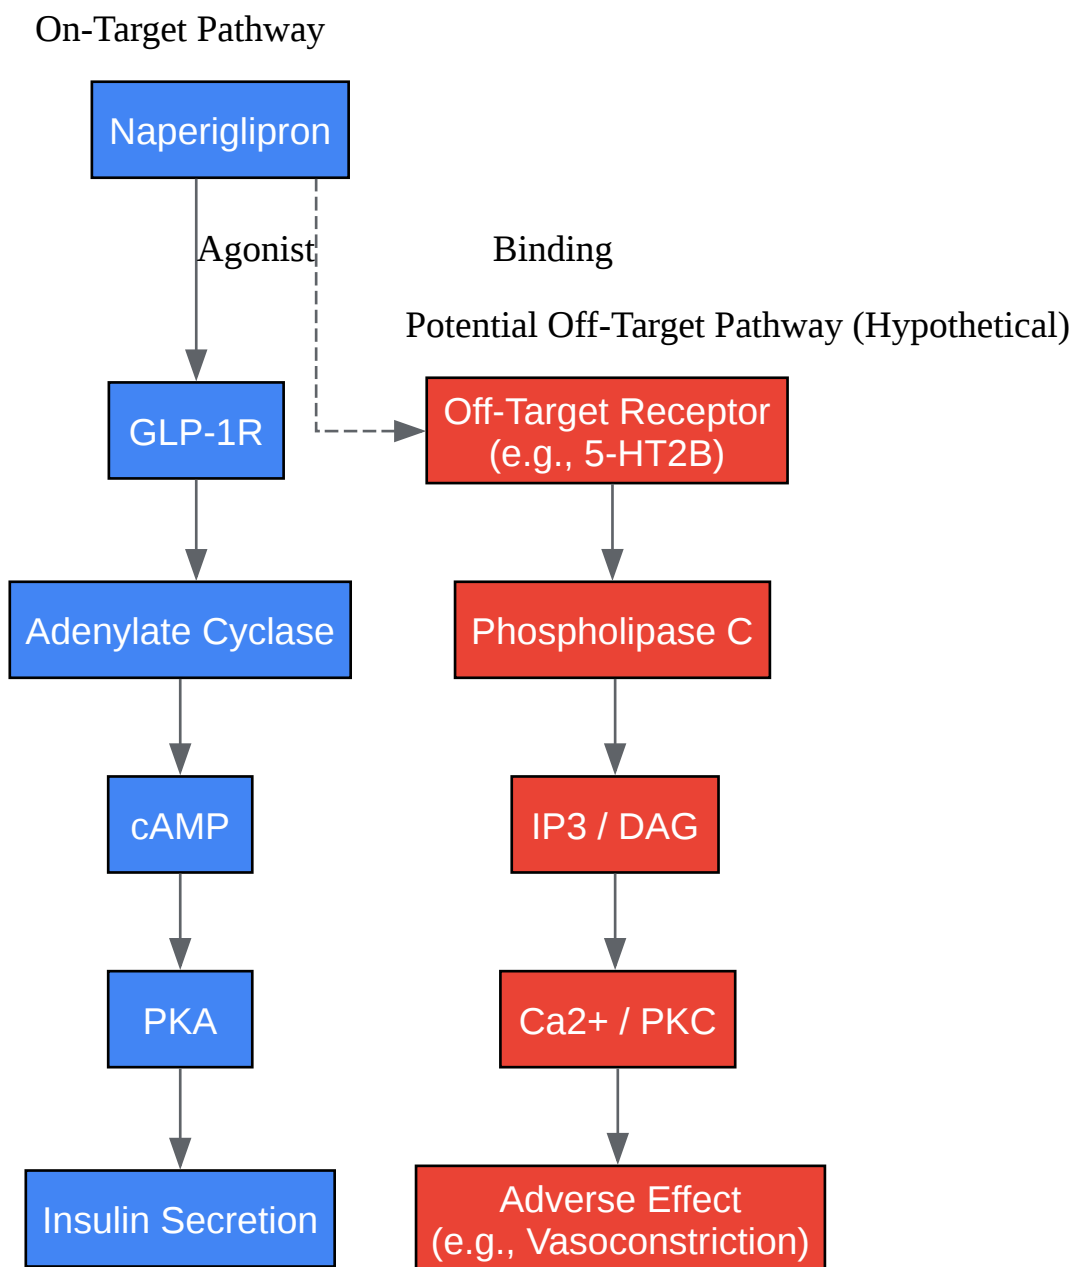 On-Target Pathway
Naperiglipron
Agonist
Binding
Potential Off-Target Pathway (Hypothetical)
GLP-1R
Off-Target Receptor
(e.g., 5-HT2B)
Adenylate Cyclase
Phospholipase C
cAMP
IP3 / DAG
PKA
Ca2+ / PKC
Insulin Secretion
Adverse Effect
(e.g., Vasoconstriction)